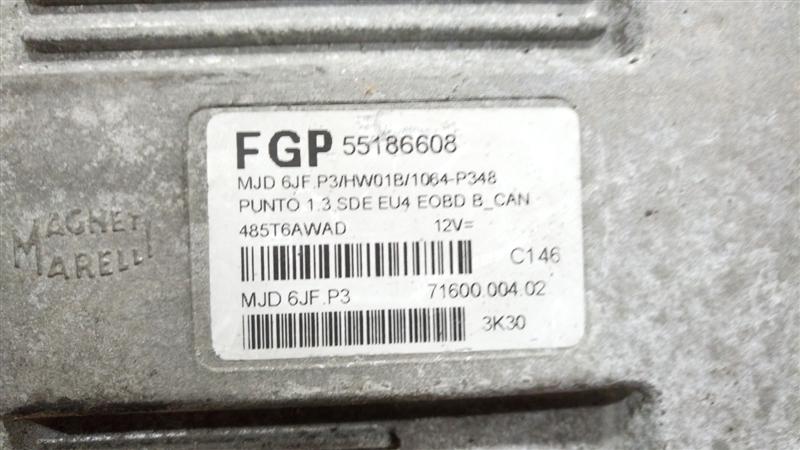 FGP 55186608
MJD 6JF.P3/HW01B/1064-P348
PUNTO 1.3 SDE EU4 EOBD B_CAN
485T6AWAD 12V=
C146
MJD 6JF.P3 71600.004.02
3K30
MAGNETI
MARELLI